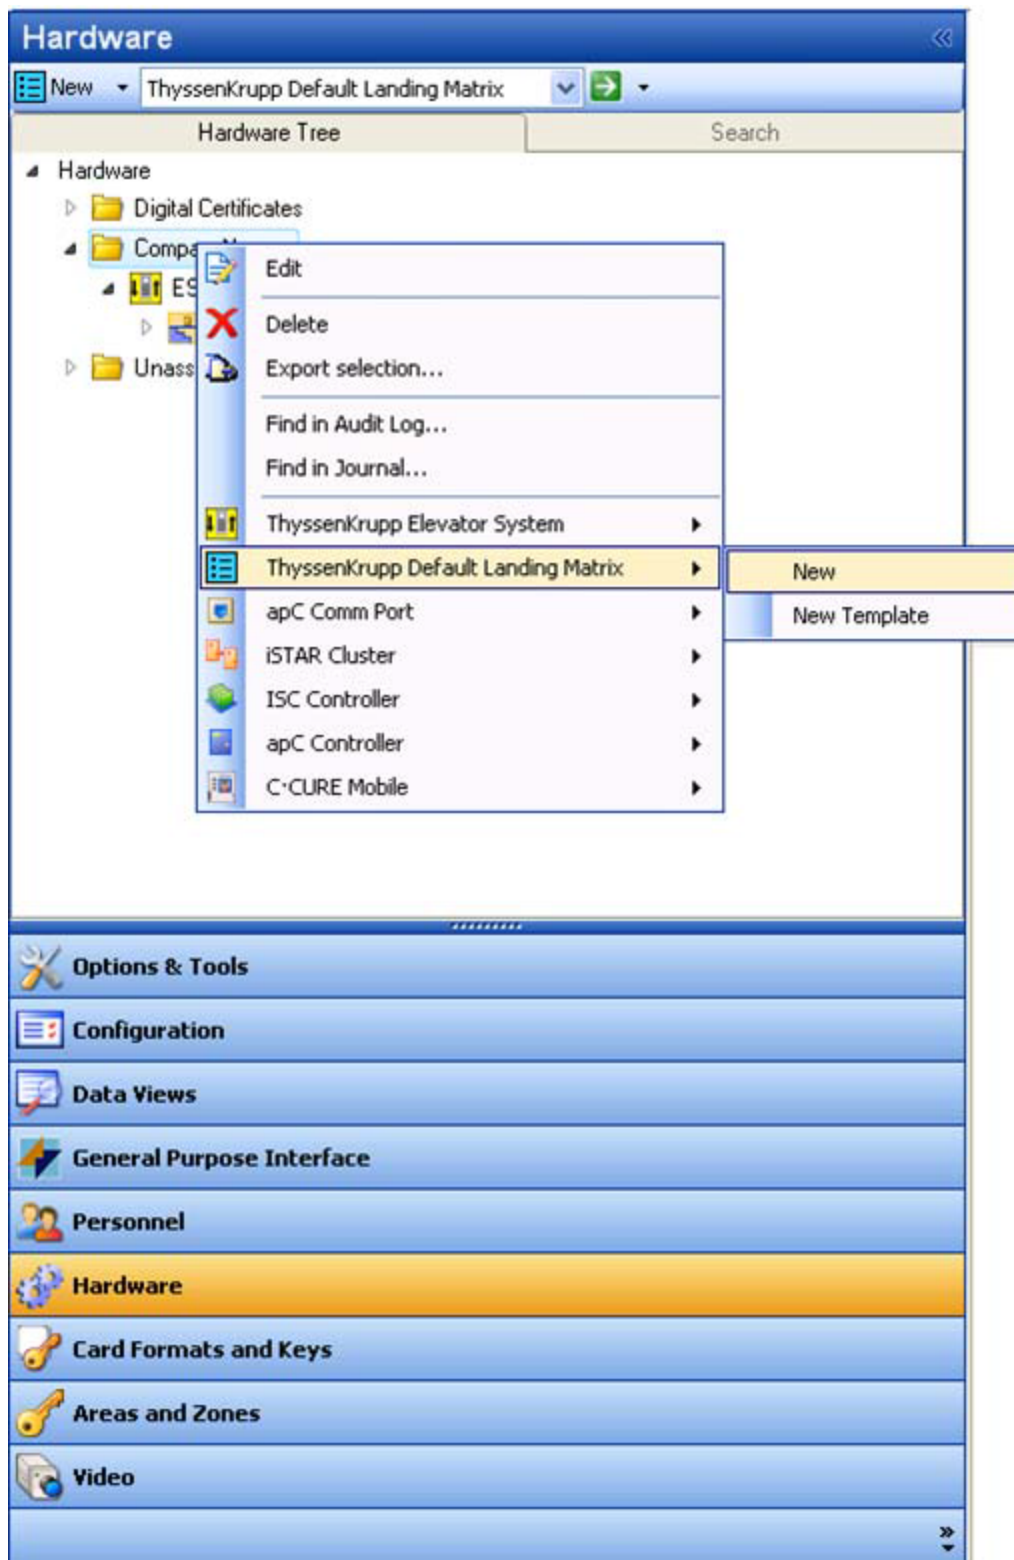 Hardware
New
ThyssenKrupp Default Landing Matrix
Hardware Tree
Search
Hardware
Digital Certificates
Edit
Delete
Export selection...
Find in Audit Log...
Find in Journal...
ThyssenKrupp Elevator System
ThyssenKrupp Default Landing Matrix
New
New Template
apC Comm Port
iSTAR Cluster
ISC Controller
apC Controller
C·CURE Mobile
Options & Tools
Configuration
Data Views
General Purpose Interface
Personnel
Hardware
Card Formats and Keys
Areas and Zones
Video